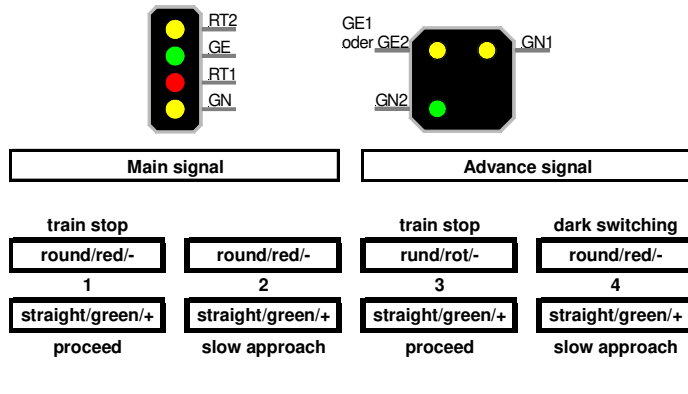 RT2
GE
RT1
GN
GE1
oder GE2
GN1
GN2
Main signal
Advance signal
train stop
train stop
dark switching
round/red/-
round/red/-
rund/rot/-
round/red/-
1
2
3
4
straight/green/+
straight/green/+
straight/green/+
straight/green/+
proceed
slow approach
proceed
slow approach